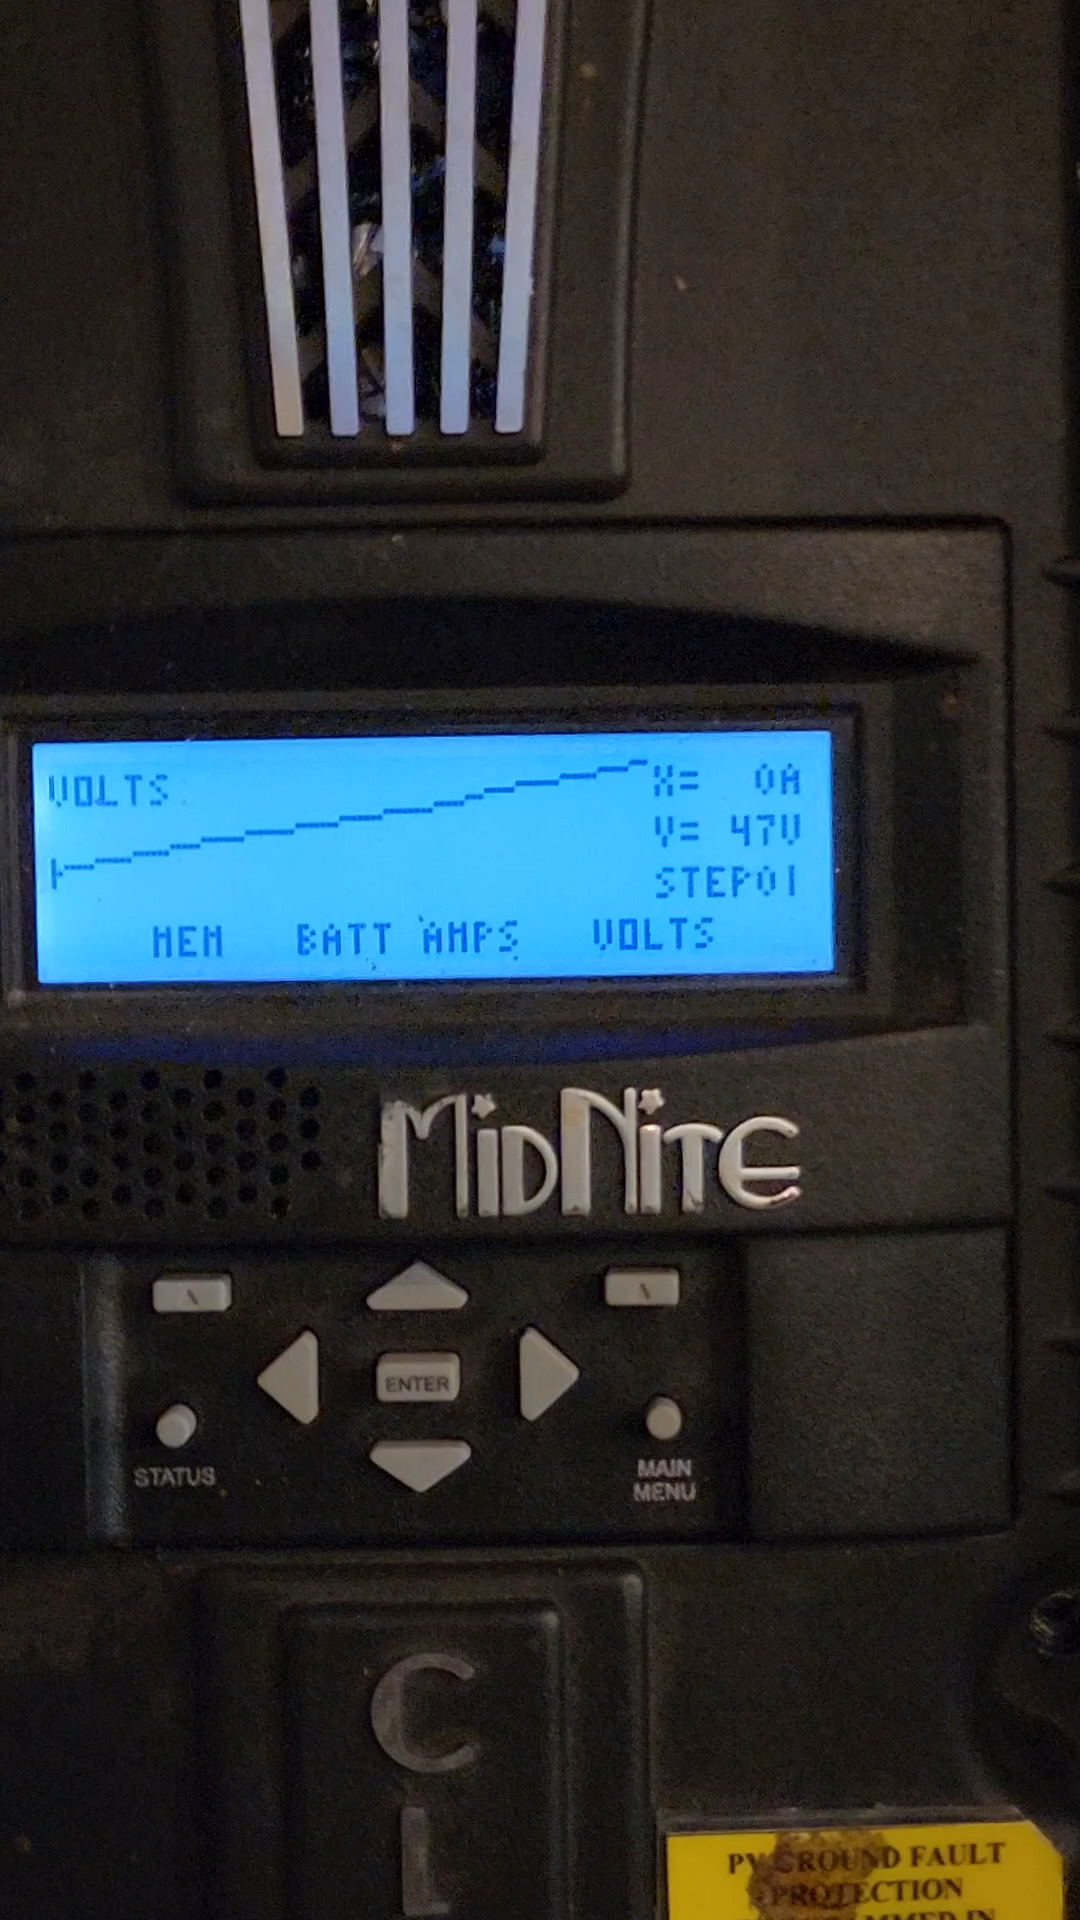 VOLTS
X= 0A
V= 47V
STEP01
MEM BATT AMPS VOLTS
MIDNITE
ENTER
STATUS
MAIN
MENU
C
L
PV GROUND FAULT
PROTECTION